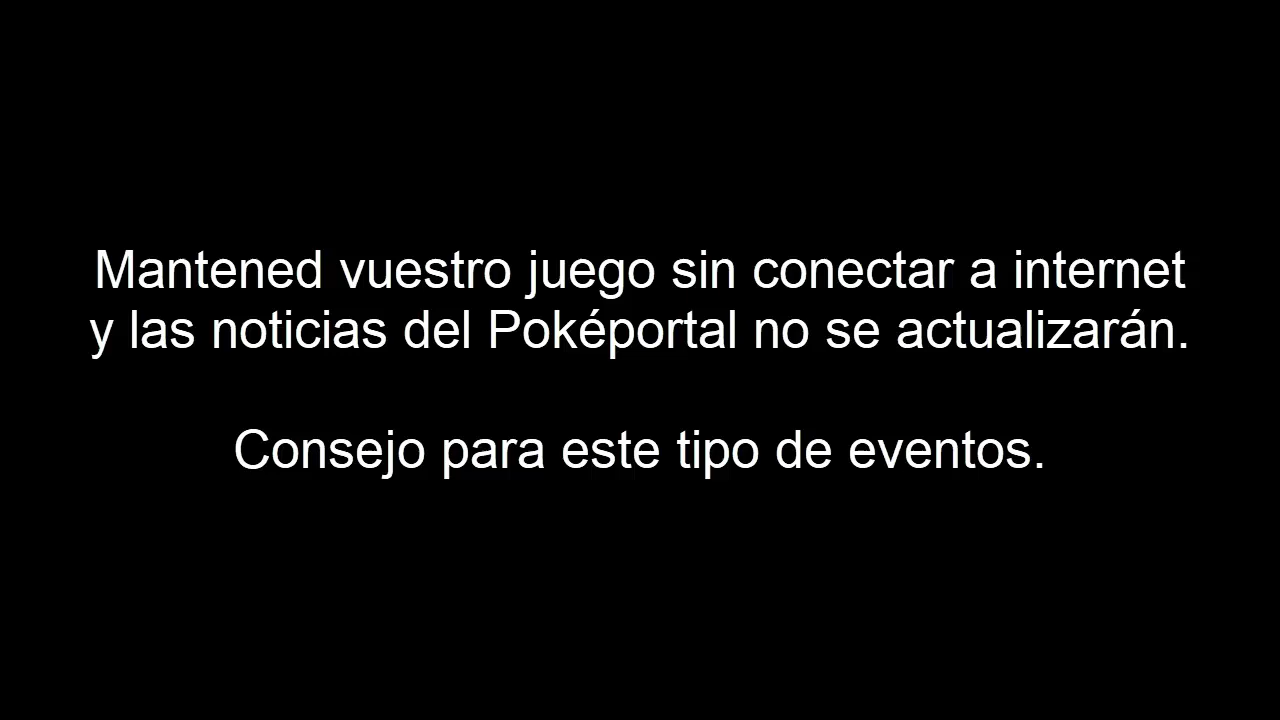 Mantened vuestro juego sin conectar a internet
y las noticias del Poképortal no se actualizarán.
Consejo para este tipo de eventos.